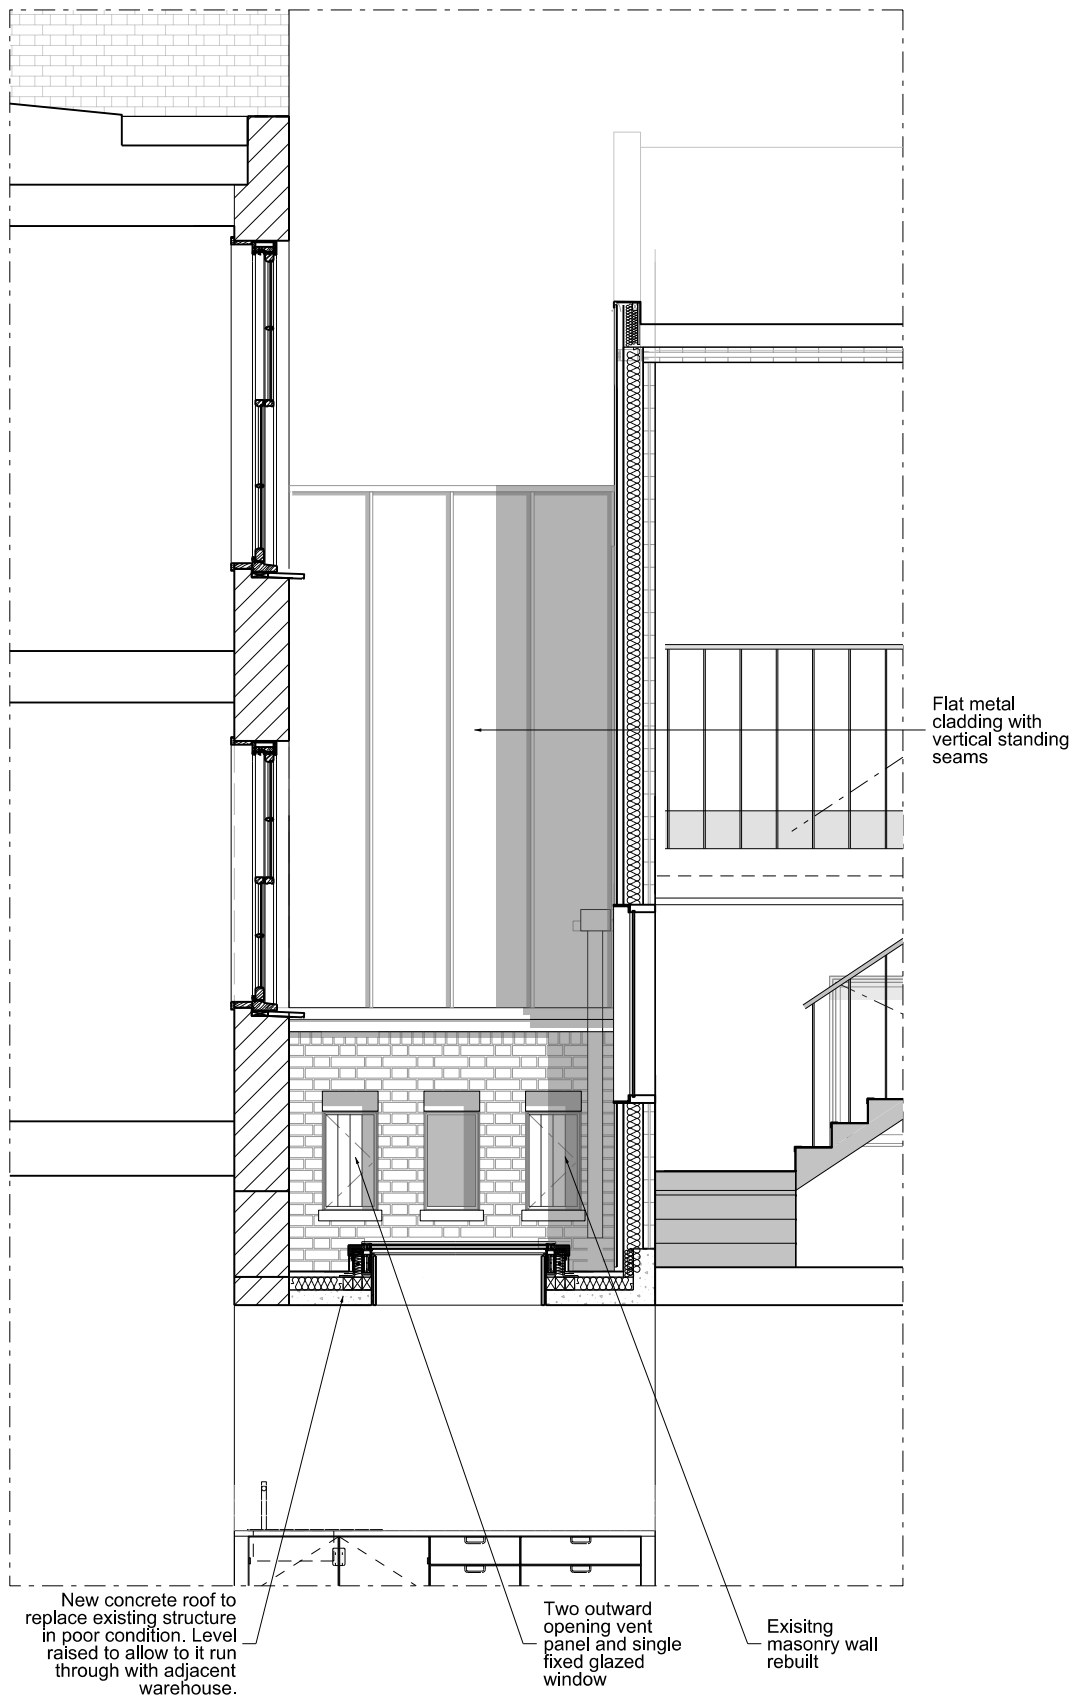 Flat metal
cladding with
vertical standing
seams
New concrete roof to
replace existing structure
in poor condition. Level
raised to allow to it run
through with adjacent
warehouse.
Two outward
opening vent
panel and single
fixed glazed
window
Exisitng
masonry wall
rebuilt